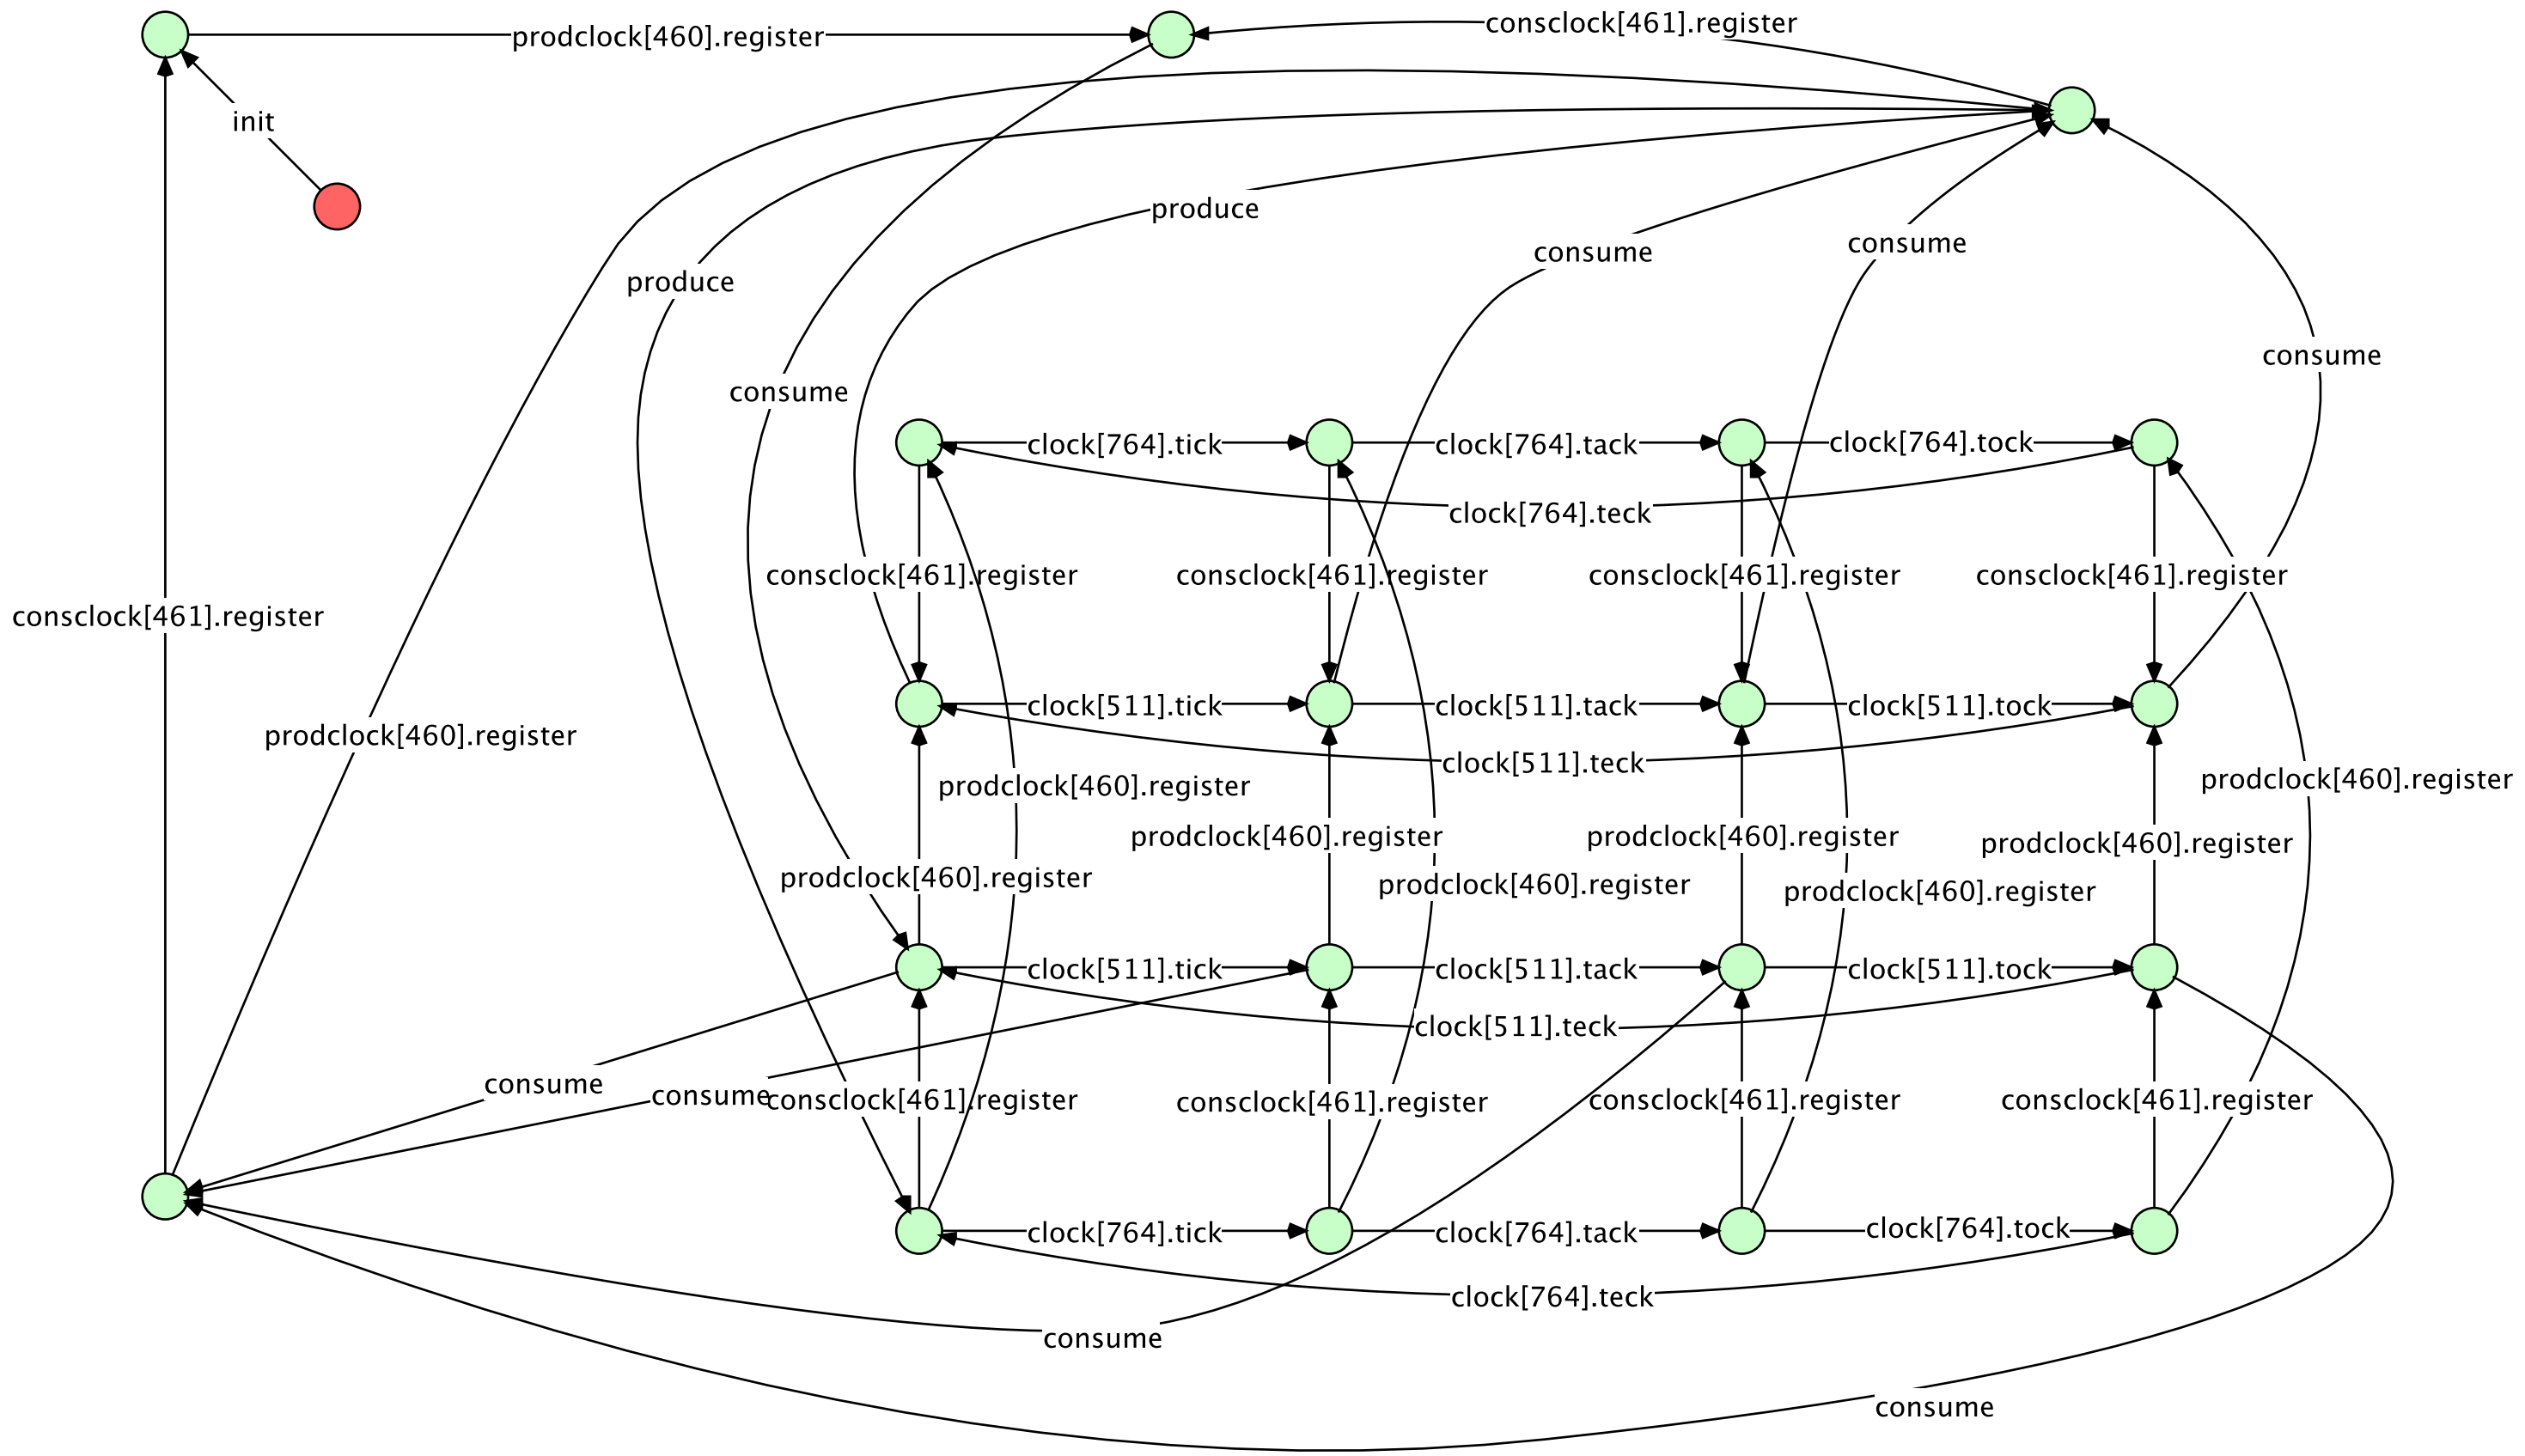 consclock[461].register
prodclock[460].register
init
produce
consume
consume
produce
consume
consume
clock[764].tick
clock[764].tack
clock[764].tock
clock[764].teck
consclock[461].register
consclock[461].register
consclock[461].register
consclock[461].register
consclock[461].register
clock[511].tick
clock[511].tack
clock[511].tock
prodclock[460].register
clock[511].teck
prodclock[460].register
prodclock[460].register
prodclock[460].register
prodclock[460].register
prodclock[460].register
prodclock[460].register
prodclock[460].register
prodclock[460].register
clock[511].tick
clock[511].tack
clock[511].tock
clock[511].teck
consume
consume
consclock[461].register
consclock[461].register
consclock[461].register
consclock[461].register
clock[764].tick
clock[764].tack
clock[764].tock
clock[764].teck
consume
consume